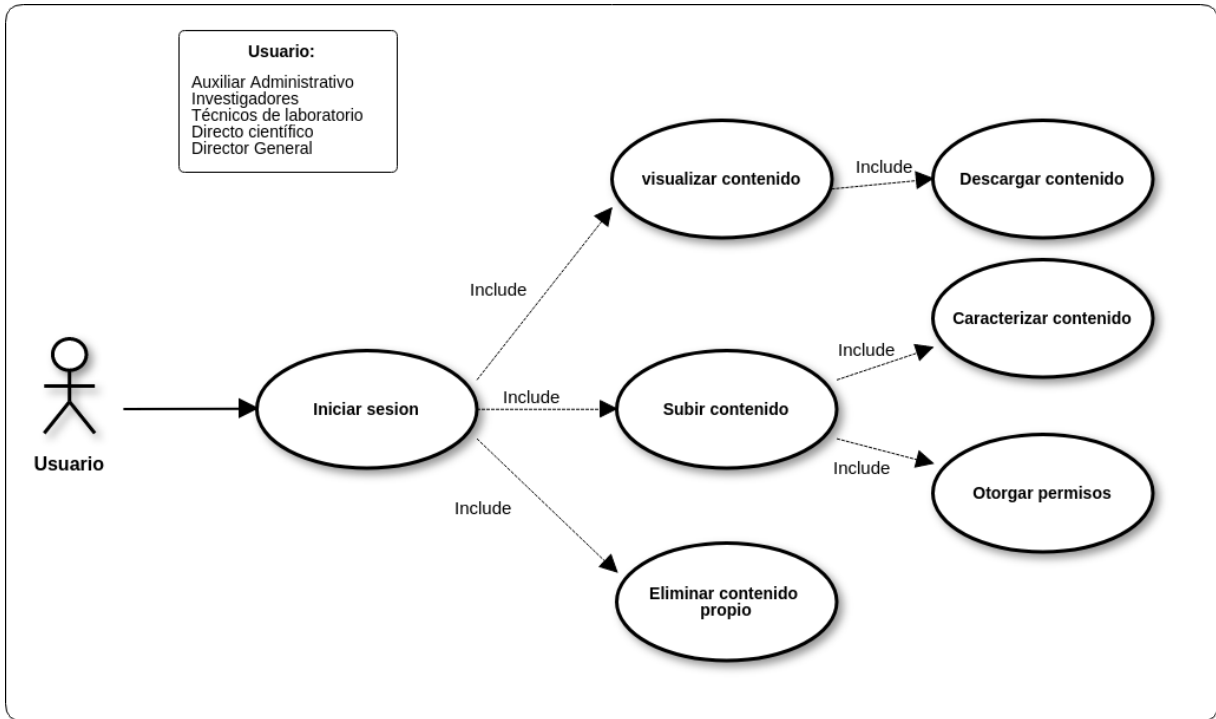 Usuario:
Auxiliar Administrativo
Investigadores
Técnicos de laboratorio
Directo científico
Director General
visualizar contenido
Include
Descargar contenido
Include
Caracterizar contenido
Include
Usuario
Iniciar sesion
Include
Subir contenido
Include
Otorgar permisos
Include
Eliminar contenido
propio